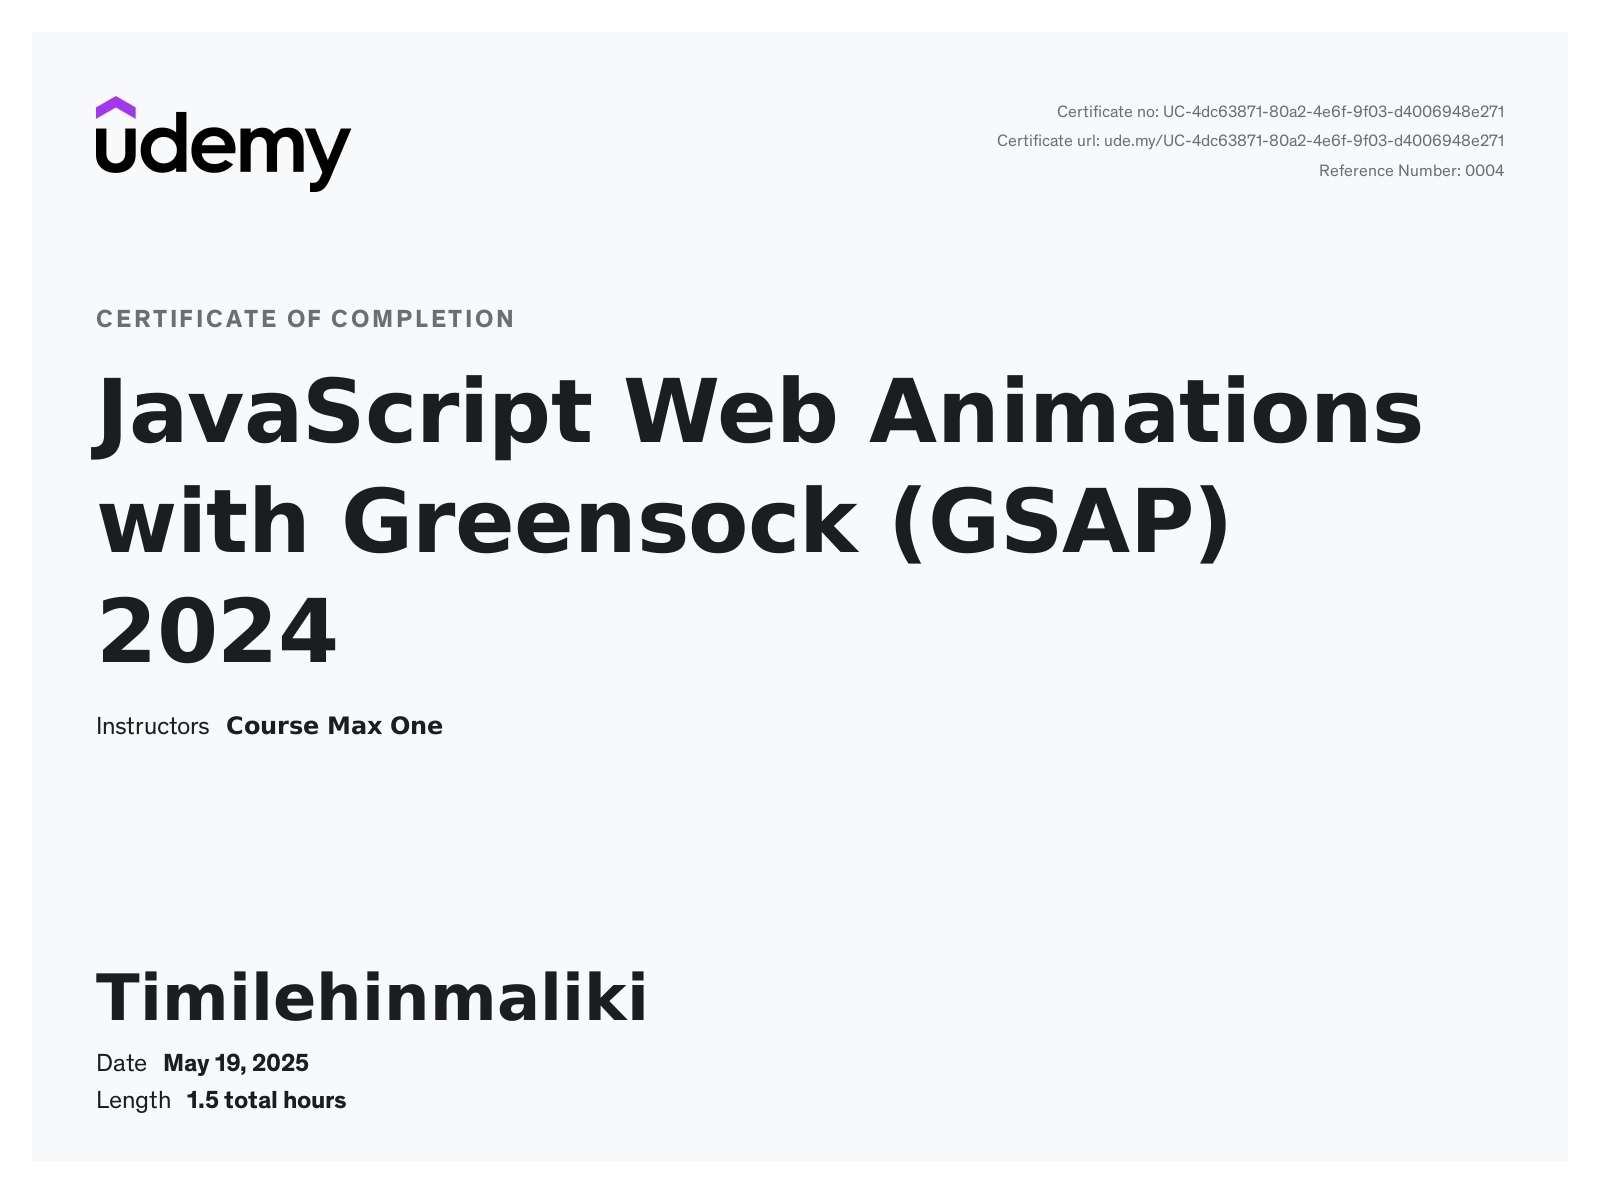 udemy
Certificate no: UC-4dc63871-80a2-4e6f-9f03-d4006948e271
Certificate url: ude.my/UC-4dc63871-80a2-4e6f-9f03-d4006948e271
Reference Number: 0004
CERTIFICATE OF COMPLETION
JavaScript Web Animations
with Greensock (GSAP)
2024
Instructors Course Max One
Timilehinmaliki
Date May 19, 2025
Length 1.5 total hours